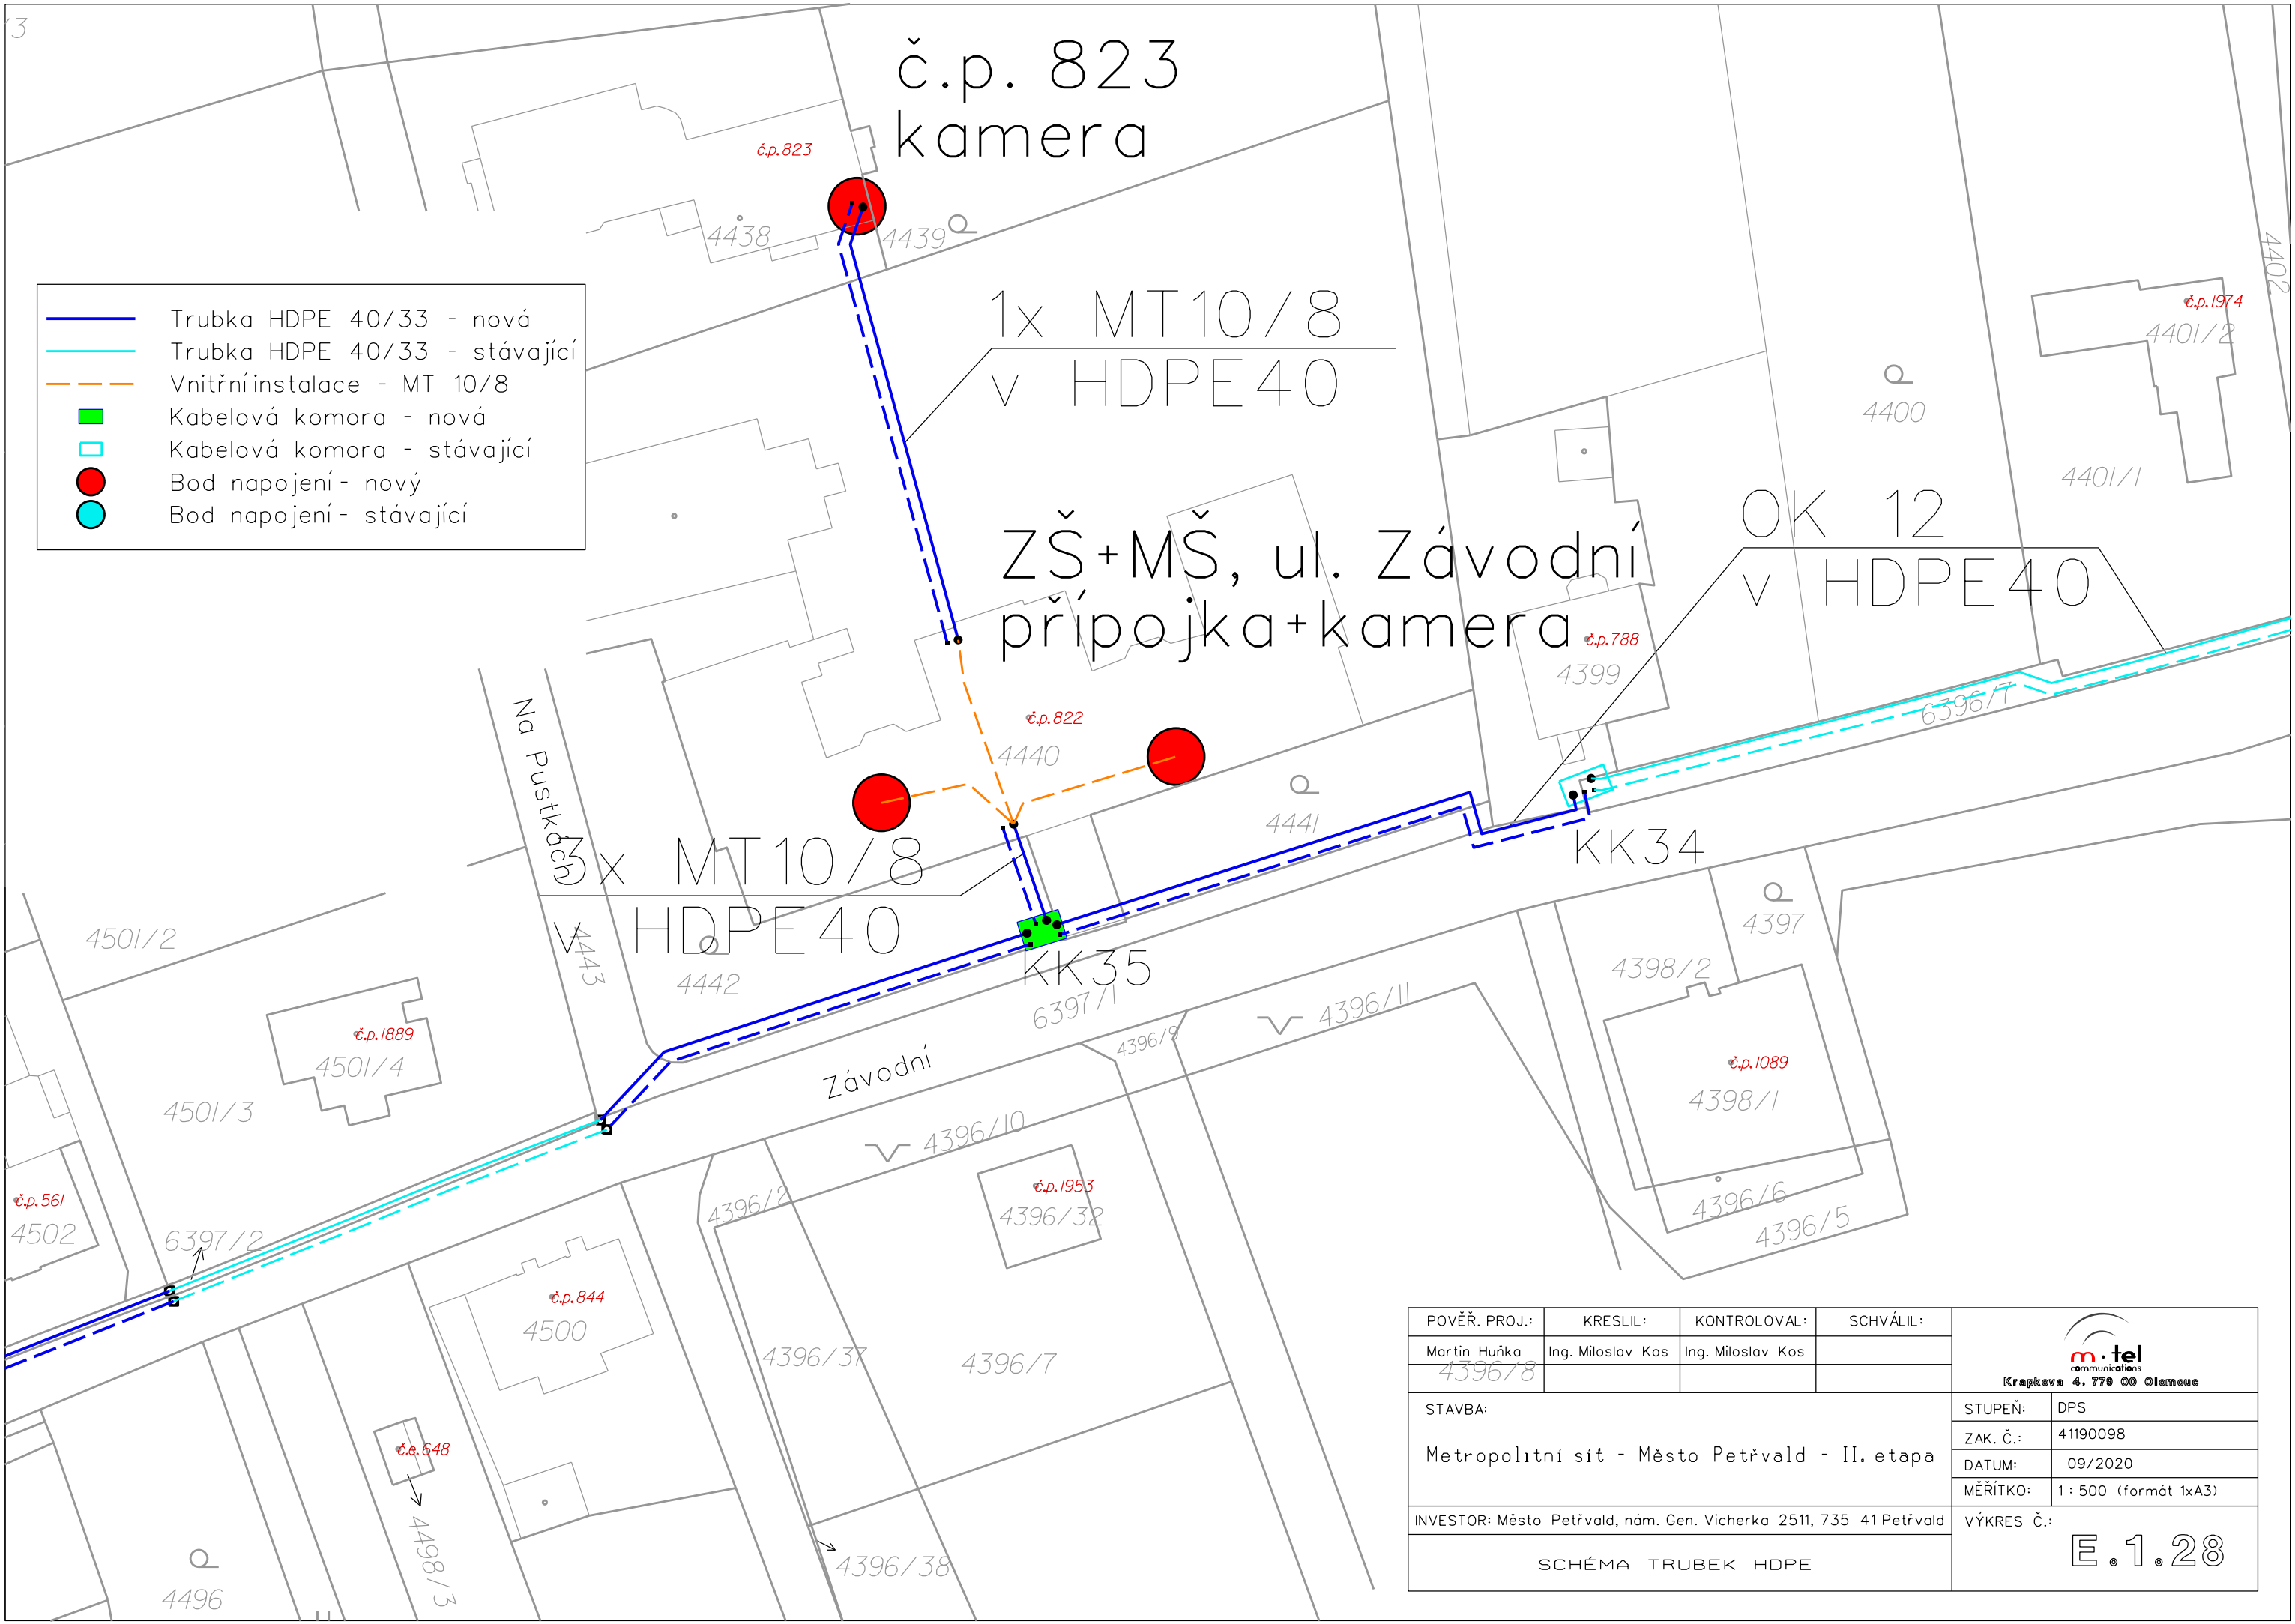 č.p. 823
kamera
č.p.823
4438
4439
4402
Trubka HDPE 40/33 - nová
Trubka HDPE 40/33 - stávající
Vnitřní instalace - MT 10/8
Kabelová komora - nová
Kabelová komora - stávající
Bod napojení - nový
Bod napojení - stávající
1x MT10/8
v HDPE40
č.p.1974
4401/2
4400
4401/1
OK 12
v HDPE40
ZŠ+MŠ, ul. Závodní
přípojka+kamera
č.p.788
4399
6396/7
Na Pustkách
č.p.822
4440
4441
KK34
3x MT10/8
v HDPE40
4443
4442
KK35
6397/1
4501/2
č.p.1889
4501/4
4501/3
Závodní
4396/9
4396/11
4397
4398/2
č.p.1089
4398/1
4396/6
4396/5
4396/10
4396/2
č.p.1953
4396/32
č.p.561
4502
6397/2
č.p.844
4500
4396/37
4396/7
č.e.648
4498/3
4396/38
4496
POVĚŘ. PROJ.:
KRESLIL:
KONTROLOVAL:
SCHVÁLIL:
Martin Huňka
Ing. Miloslav Kos
Ing. Miloslav Kos
4396/8
m·tel
communications
Krapkova 4, 779 00 Olomouc
STAVBA:
Metropolitní síť - Město Petřvald - II. etapa
STUPEŇ: DPS
ZAK. Č.: 41190098
DATUM: 09/2020
MĚŘÍTKO: 1 : 500 (formát 1xA3)
INVESTOR: Město Petřvald, nám. Gen. Vicherka 2511, 735 41 Petřvald
SCHÉMA TRUBEK HDPE
VÝKRES Č.:
E.1.28